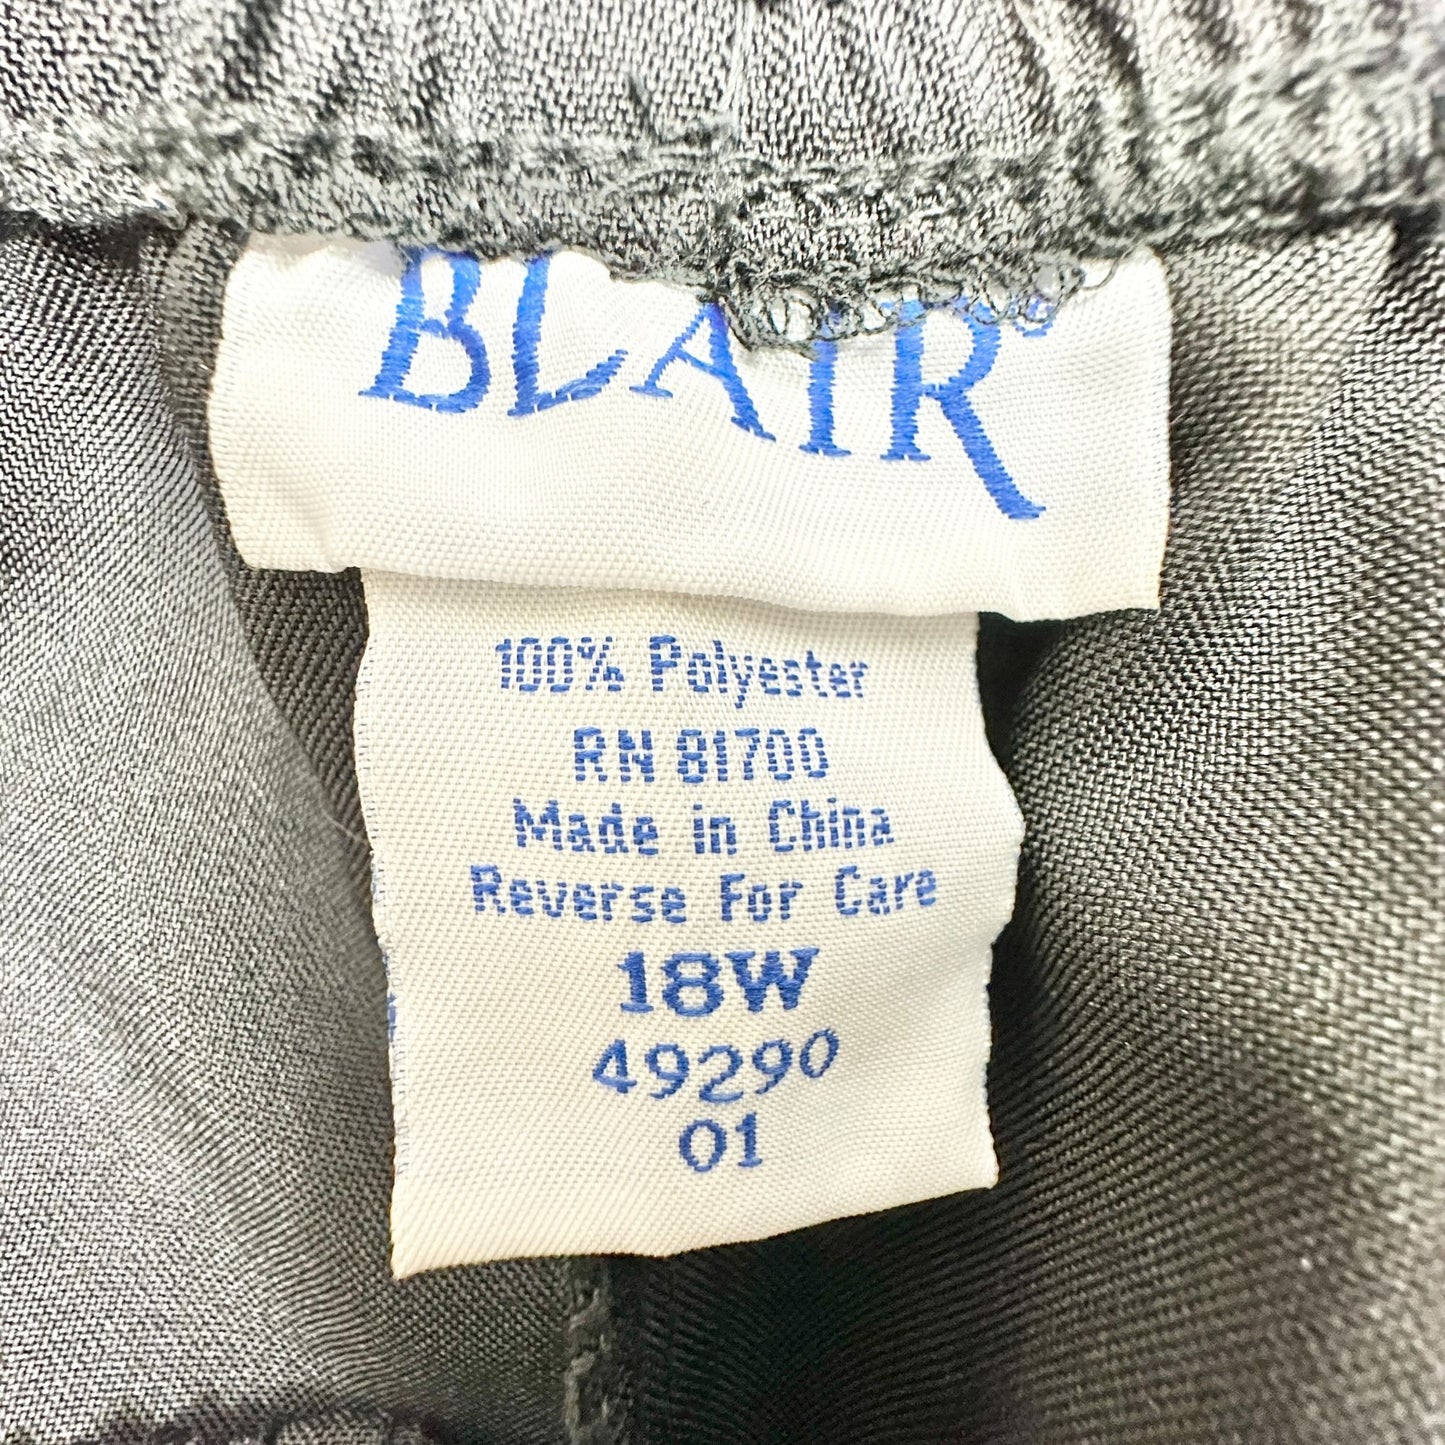 BLAIR
100% Polyester
RN 81700
Made in China
Reverse For Care
18W
49290
01